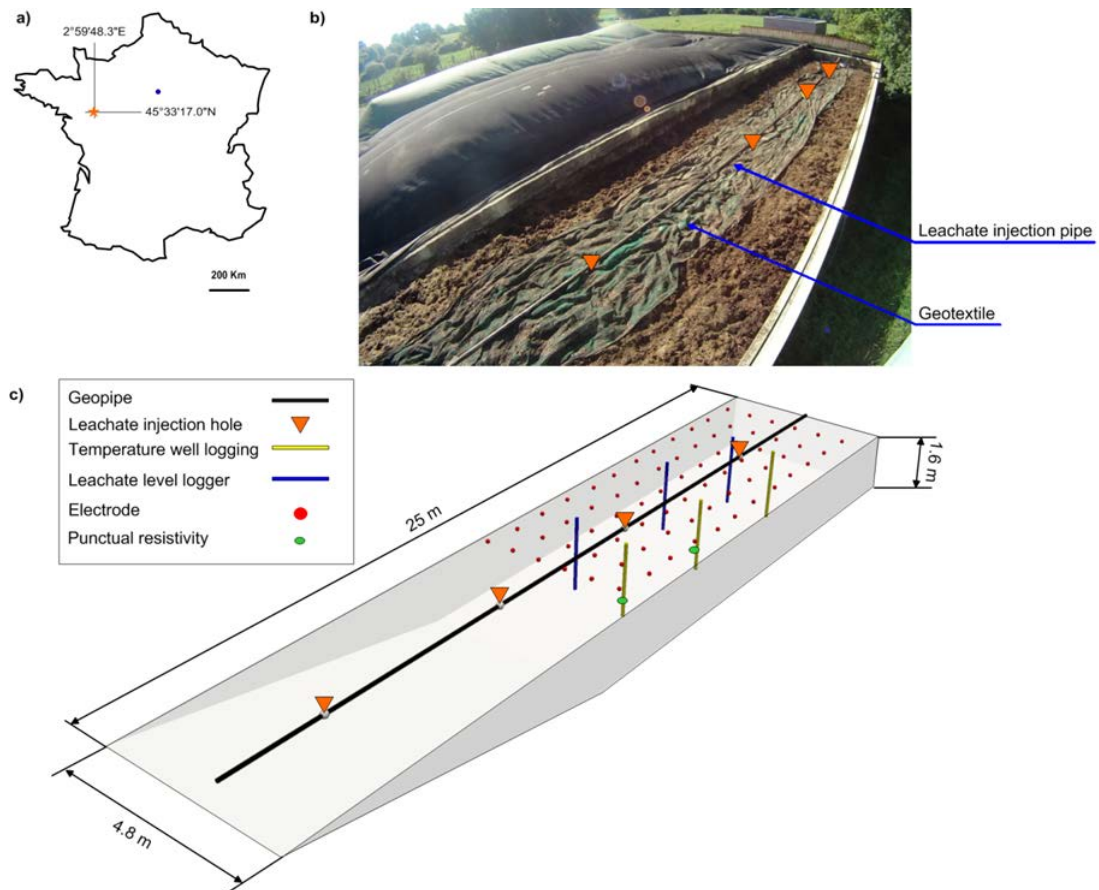 a)
2°59'48.3"E
45°33'17.0"N
200 Km
b)
Leachate injection pipe
Geotextile
c)
Geopipe
Leachate injection hole
Temperature well logging
Leachate level logger
Electrode
Punctual resistivity
25 m
1.6 m
4.8 m